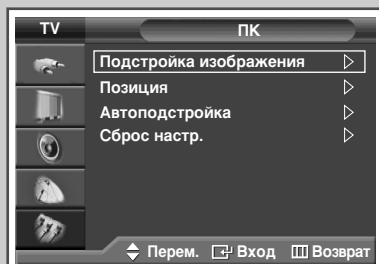 TV
ПК
Подстройка изображения
Позиция
Автоподстройка
Сброс настр.
Перем. Вход Возврат